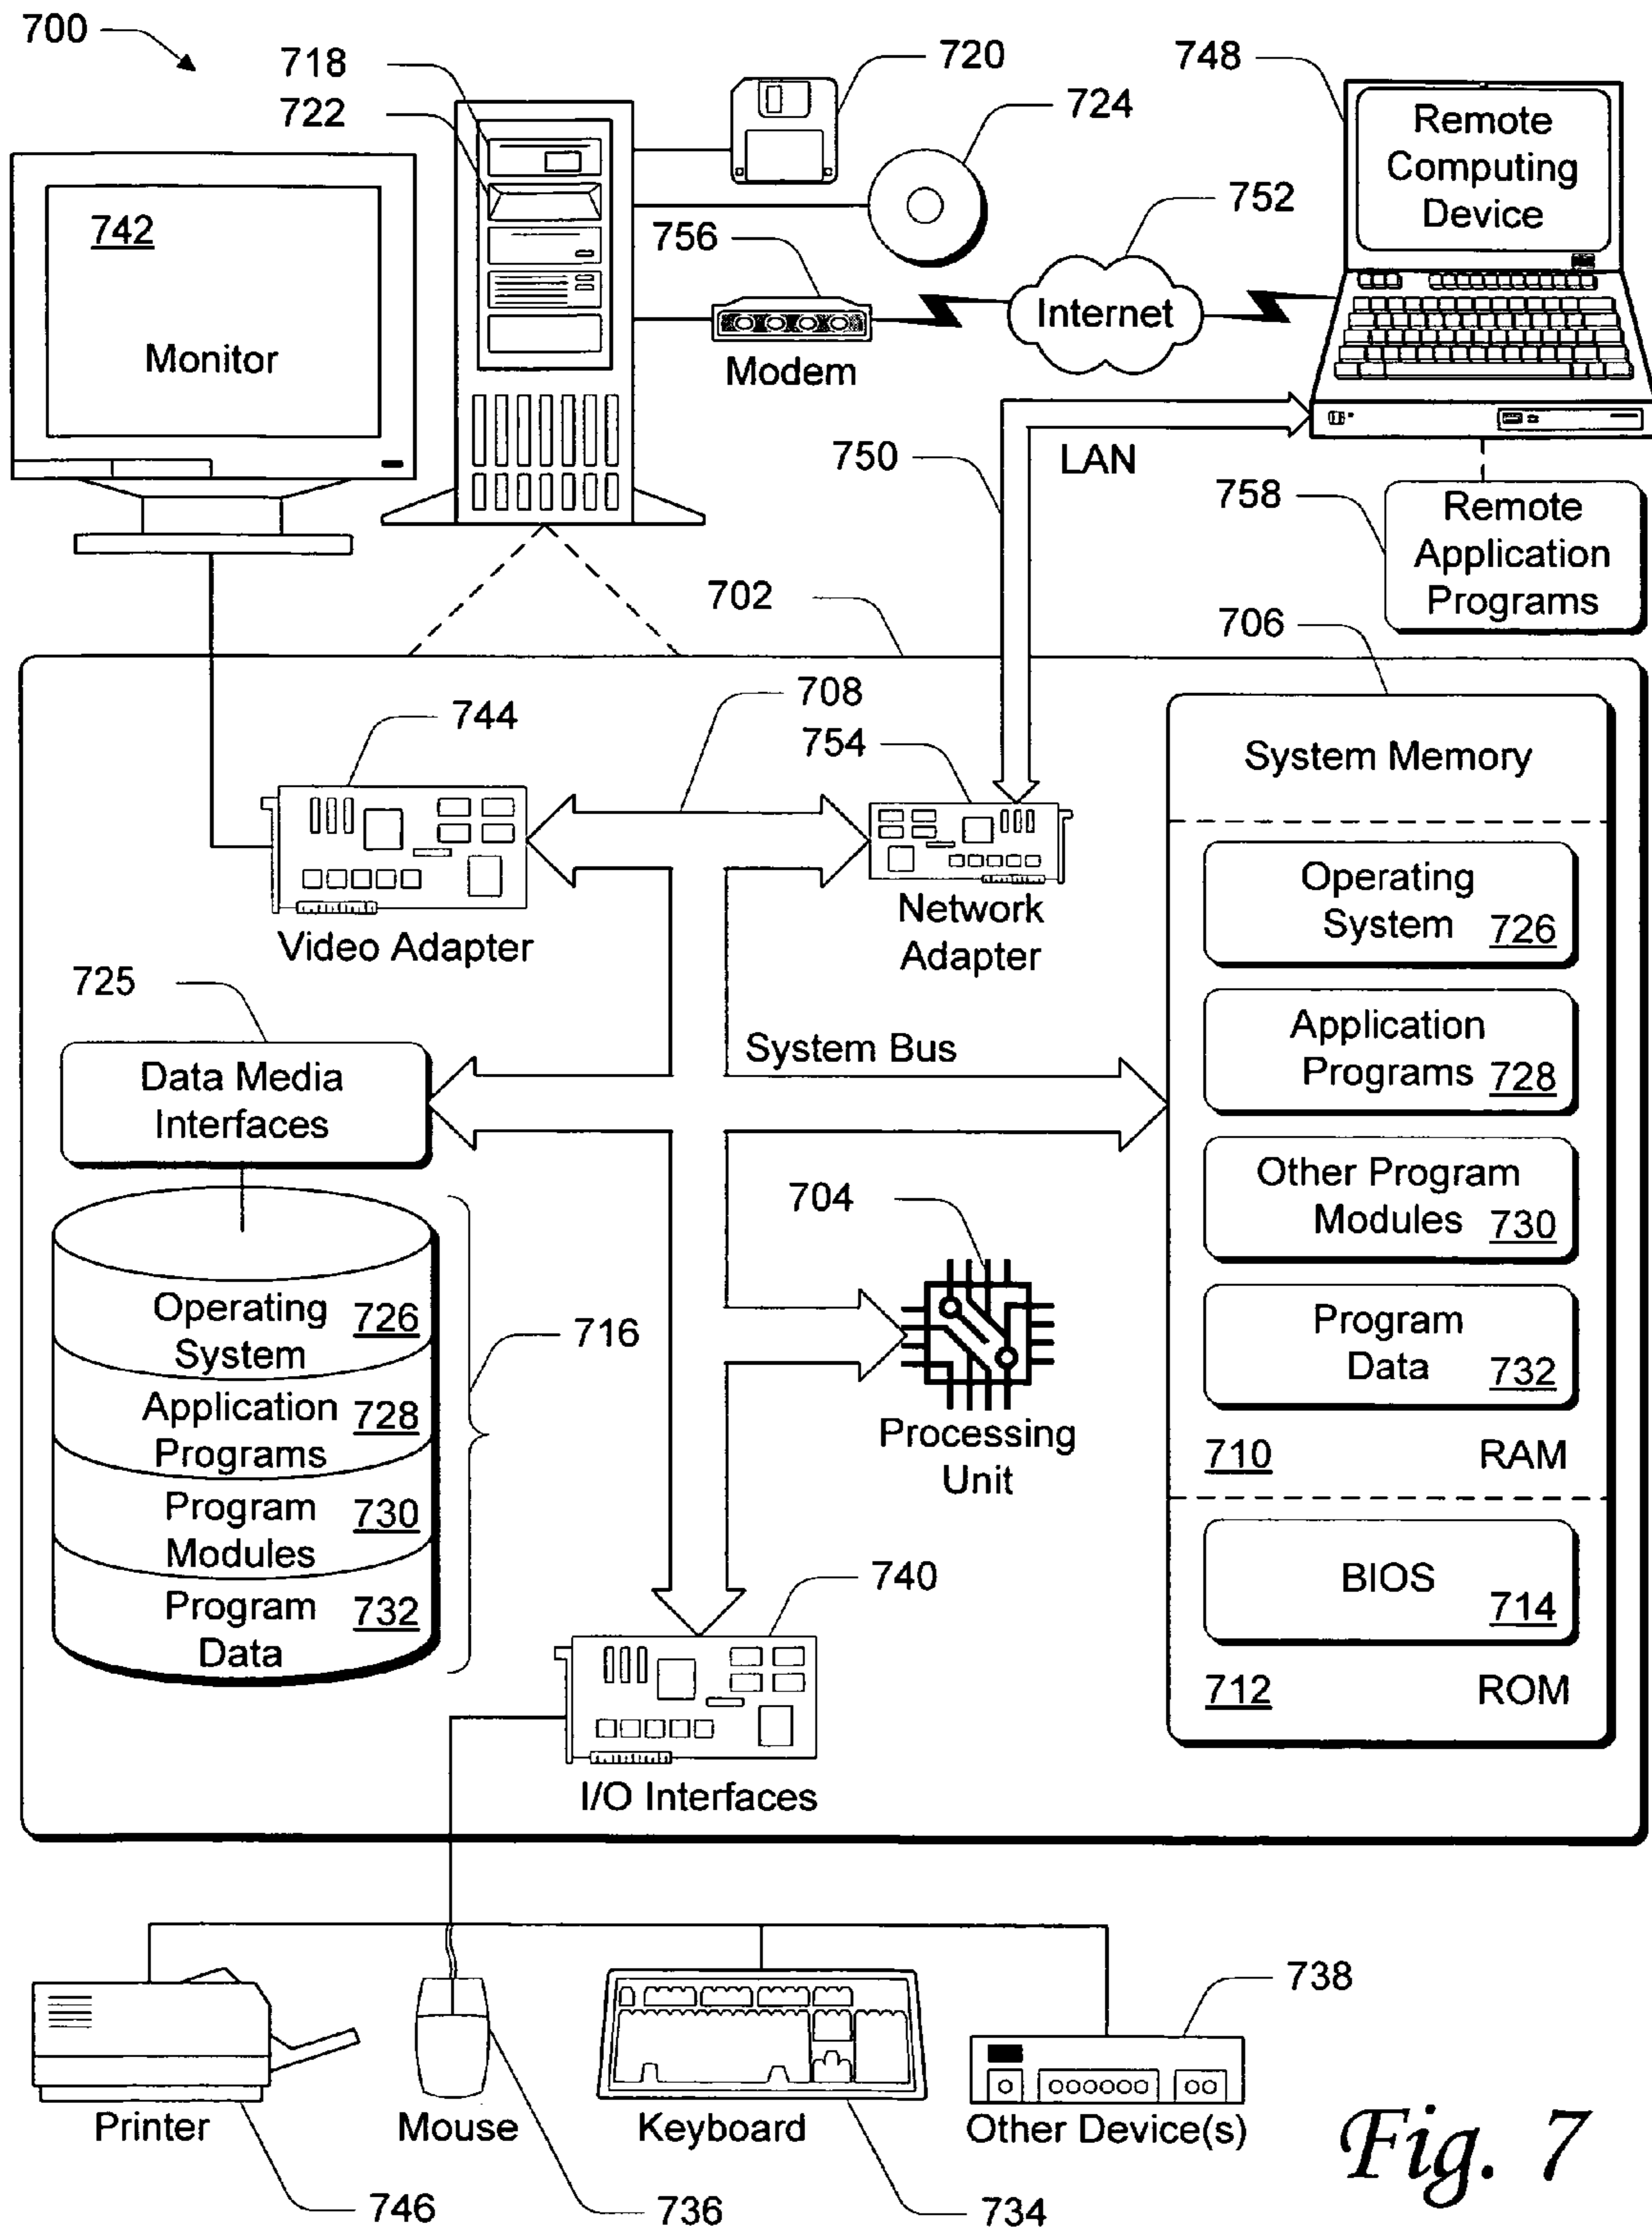 700
718
722
720
724
748
Remote
Computing
Device
742
Monitor
756
Modem
752
Internet
750
LAN
758
Remote
Application
Programs
702
706
708
744
754
Video Adapter
Network
Adapter
System Memory
Operating
System 726
Application
Programs 728
Other Program
Modules 730
Program
Data 732
710 RAM
BIOS
714
712 ROM
725
Data Media
Interfaces
System Bus
704
Processing
Unit
Operating 726
System
Application 728
Programs
Program 730
Modules
Program 732
Data
716
740
I/O Interfaces
738
Printer
Mouse
Keyboard
Other Device(s)
746
736
734
Fig. 7